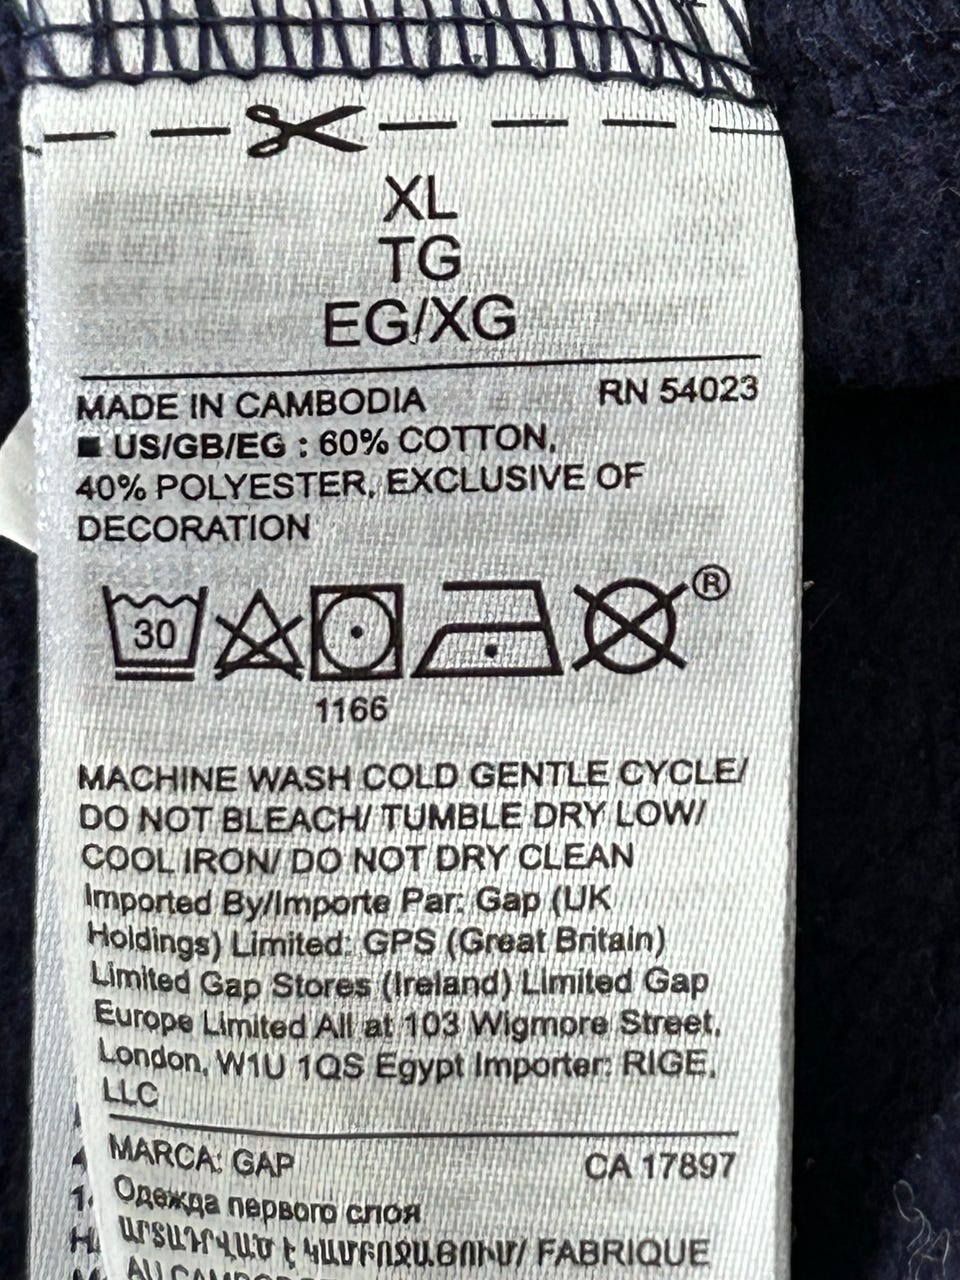 XL
TG
EG/XG
MADE IN CAMBODIA RN 54023
■ US/GB/EG : 60% COTTON,
40% POLYESTER, EXCLUSIVE OF
DECORATION
30
®
1166
MACHINE WASH COLD GENTLE CYCLE/
DO NOT BLEACH/ TUMBLE DRY LOW/
COOL IRON/ DO NOT DRY CLEAN
Imported By/Importe Par: Gap (UK
Holdings) Limited: GPS (Great Britain)
Limited Gap Stores (Ireland) Limited Gap
Europe Limited All at 103 Wigmore Street,
London, W1U 1QS Egypt Importer: RIGE,
LLC
MARCA: GAP CA 17897
Одежда первого слоя
ԱՐՏԱԴՐՎԱԾ Է ԿԱՄԲՈՋԱՅՈՒՄ/ FABRIQUE
AU